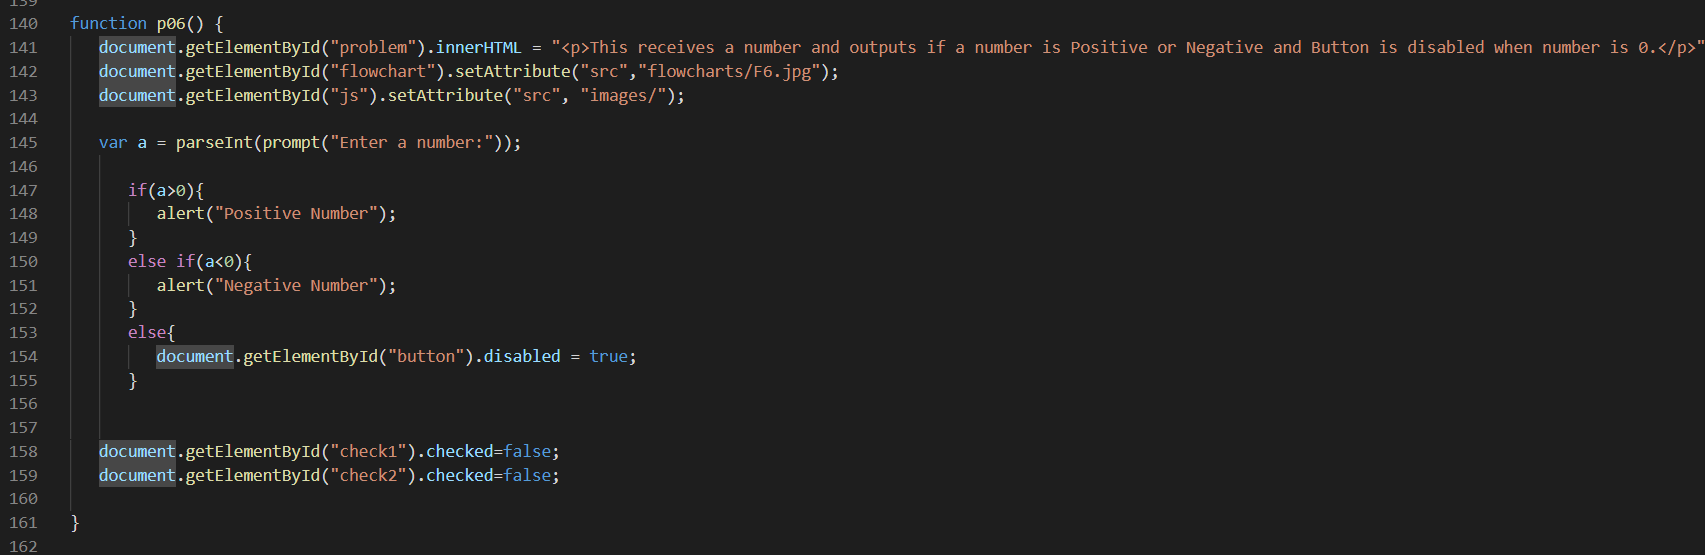 139
140 function p06() {
141 document.getElementById("problem").innerHTML = "<p>This receives a number and outputs if a number is Positive or Negative and Button is disabled when number is 0.</p>"
142 document.getElementById("flowchart").setAttribute("src","flowcharts/F6.jpg");
143 document.getElementById("js").setAttribute("src", "images/");
144
145 var a = parseInt(prompt("Enter a number:"));
146
147 if(a>0){
148 alert("Positive Number");
149 }
150 else if(a<0){
151 alert("Negative Number");
152 }
153 else{
154 document.getElementById("button").disabled = true;
155 }
156
157
158 document.getElementById("check1").checked=false;
159 document.getElementById("check2").checked=false;
160
161 }
162